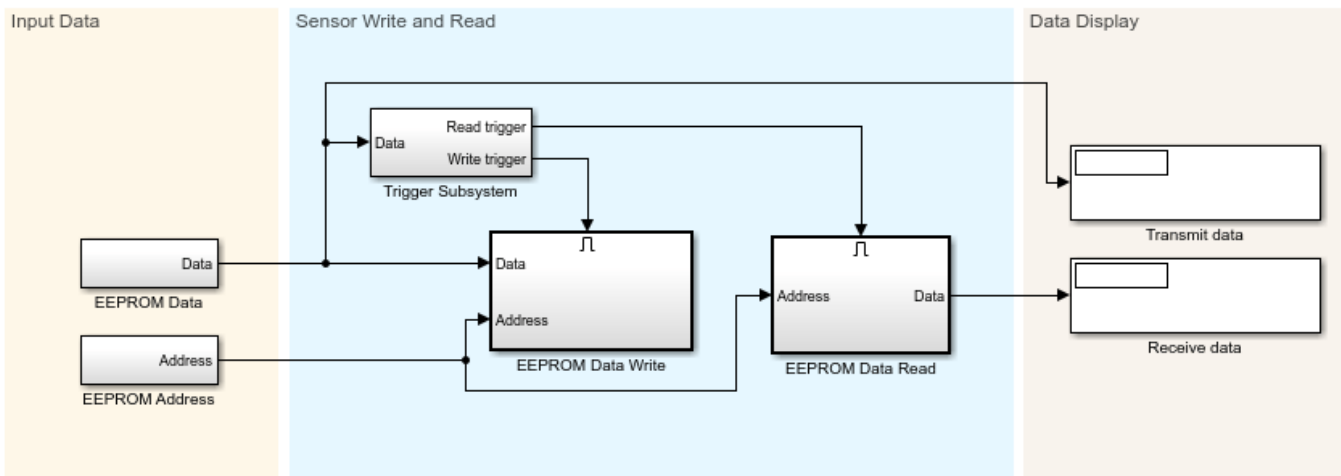 Input Data
Sensor Write and Read
Data Display
Read trigger
Data
Write trigger
Trigger Subsystem
Transmit data
Data
EEPROM Data
Data
Address
EEPROM Data Write
Address
Data
EEPROM Data Read
Receive data
Address
EEPROM Address